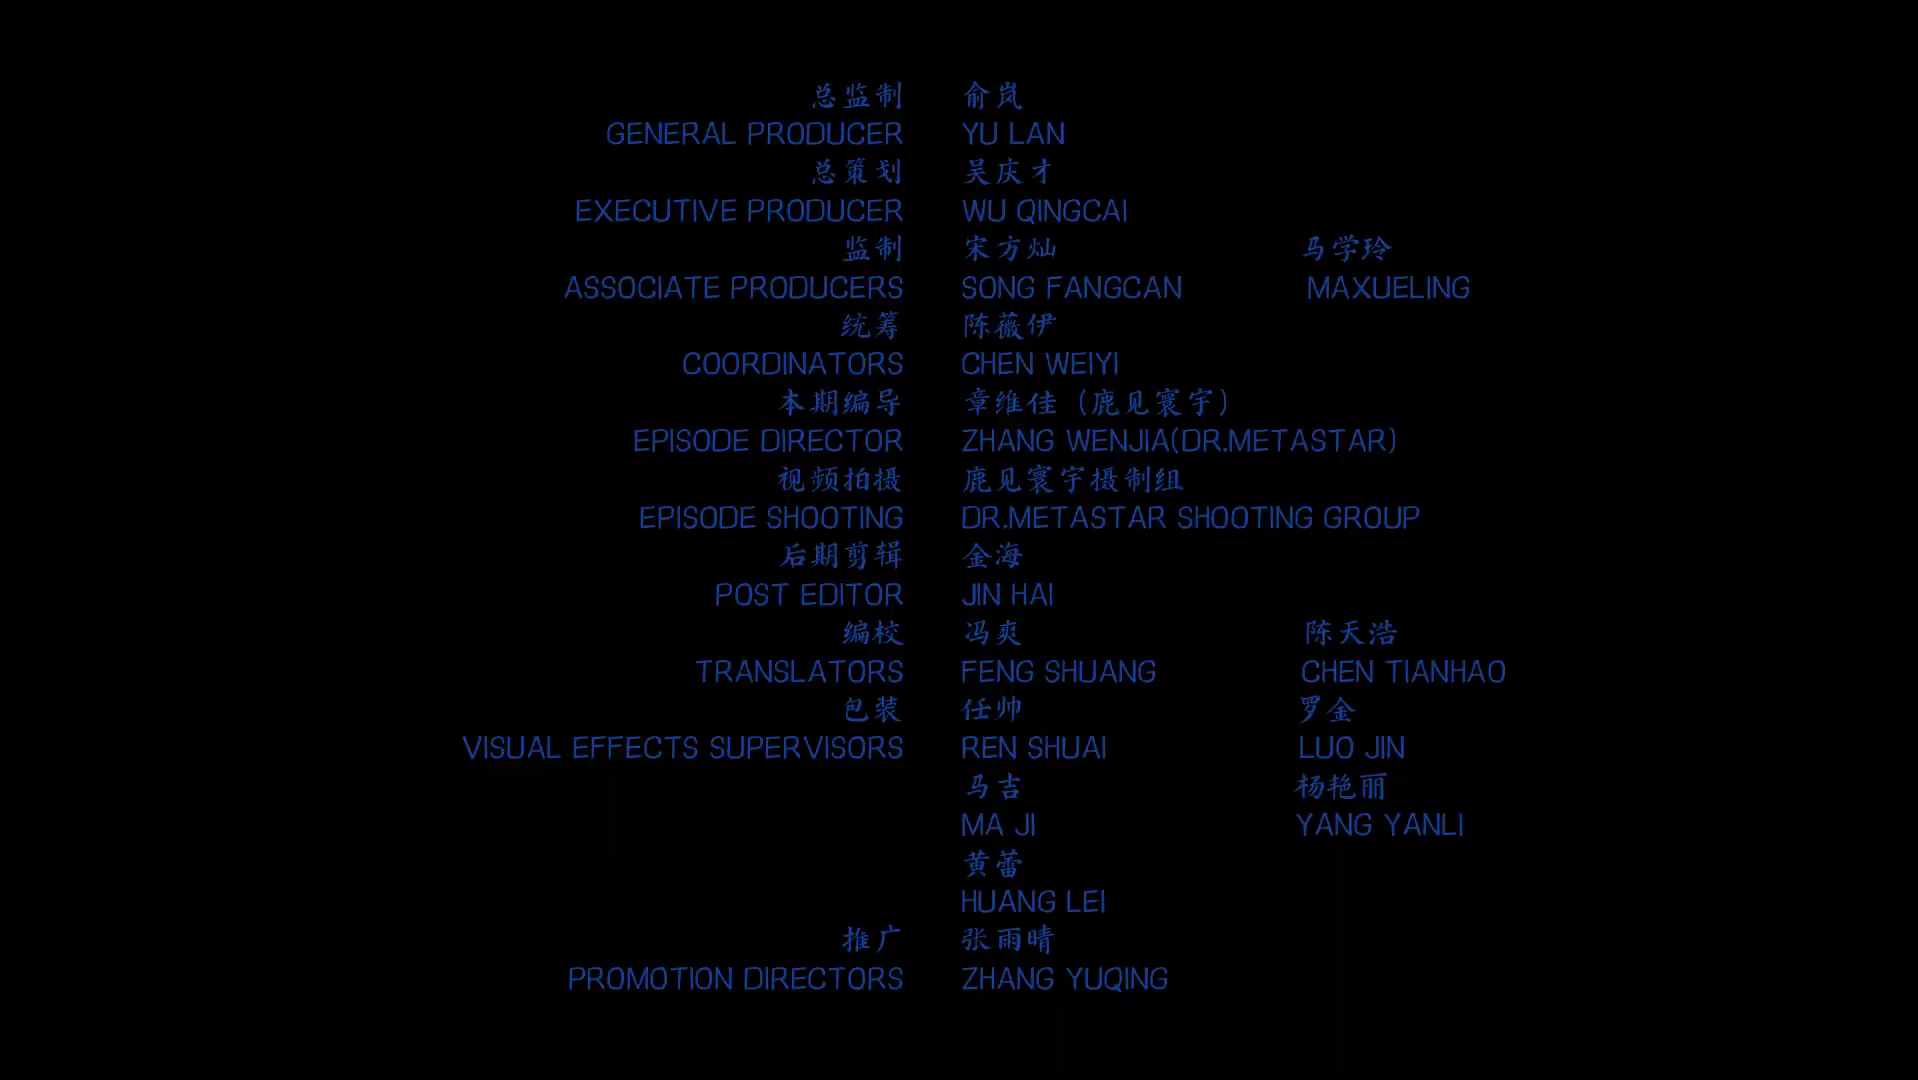 总监制 俞岚
GENERAL PRODUCER YU LAN
总策划 吴庆才
EXECUTIVE PRODUCER WU QINGCAI
监制 宋方灿 马学玲
ASSOCIATE PRODUCERS SONG FANGCAN MAXUELING
统筹 陈薇伊
COORDINATORS CHEN WEIYI
本期编导 章维佳（鹿见寰宇）
EPISODE DIRECTOR ZHANG WENJIA(DR.METASTAR)
视频拍摄 鹿见寰宇摄制组
EPISODE SHOOTING DR.METASTAR SHOOTING GROUP
后期剪辑 金海
POST EDITOR JIN HAI
编校 冯爽 陈天浩
TRANSLATORS FENG SHUANG CHEN TIANHAO
包装 任帅 罗金
VISUAL EFFECTS SUPERVISORS REN SHUAI LUO JIN
马吉 杨艳丽
MA JI YANG YANLI
黄蕾
HUANG LEI
推广 张雨晴
PROMOTION DIRECTORS ZHANG YUQING